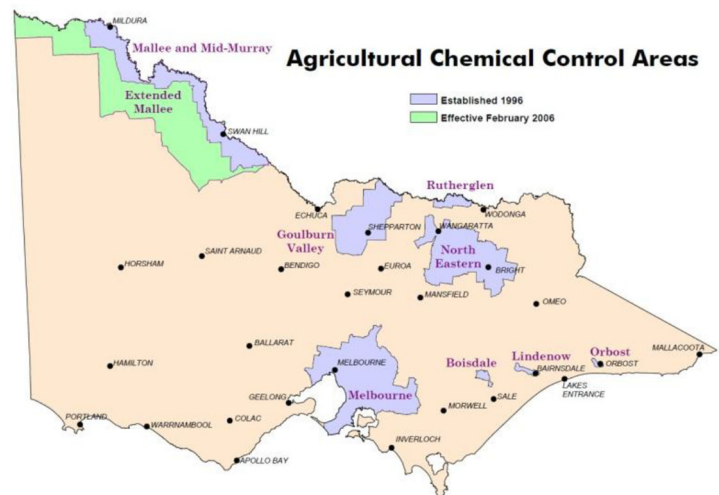 Agricultural Chemical Control Areas
Established 1996
Effective February 2006
MILDURA
Mallee and Mid-Murray
Extended
Mallee
SWAN HILL
Rutherglen
ECHUCA
WODONGA
Goulburn
Valley
SHEPPARTON
WANGARATTA
SAINT ARNAUD
North
Eastern
HORSHAM
BENDIGO
EUROA
BRIGHT
SEYMOUR
MANSFIELD
OMEO
BALLARAT
MALLACOOTA
HAMILTON
MELBOURNE
Boisdale
Lindenow
Orbost
BAIRNSDALE
ORBOST
GEELONG
Melbourne
LAKES
ENTRANCE
SALE
MORWELL
PORTLAND
WARRNAMBOOL
COLAC
INVERLOCH
APOLLO BAY